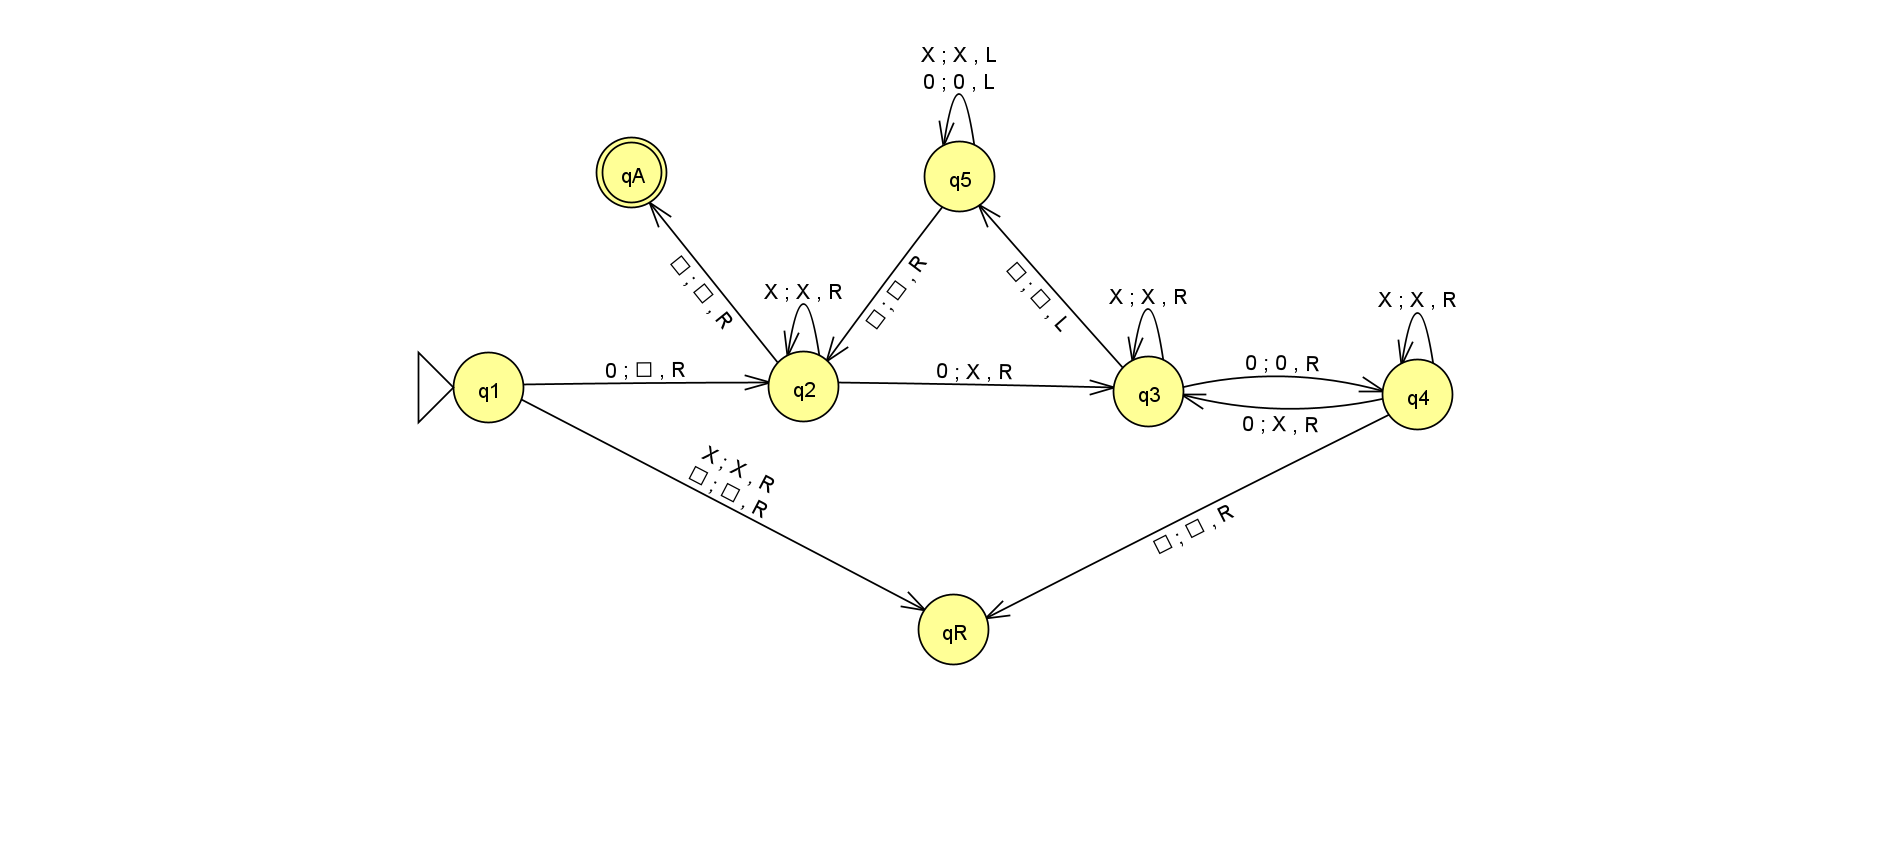 X ; X , L
0 ; 0 , L
qA
q5
□ ; □ , R
□ ; □ , R
□ ; □ , L
X ; X , R
X ; X , R
X ; X , R
q1
0 ; □ , R
q2
0 ; X , R
q3
0 ; 0 , R
0 ; X , R
q4
X ; X , R
□ ; □ , R
□ ; □ , R
qR